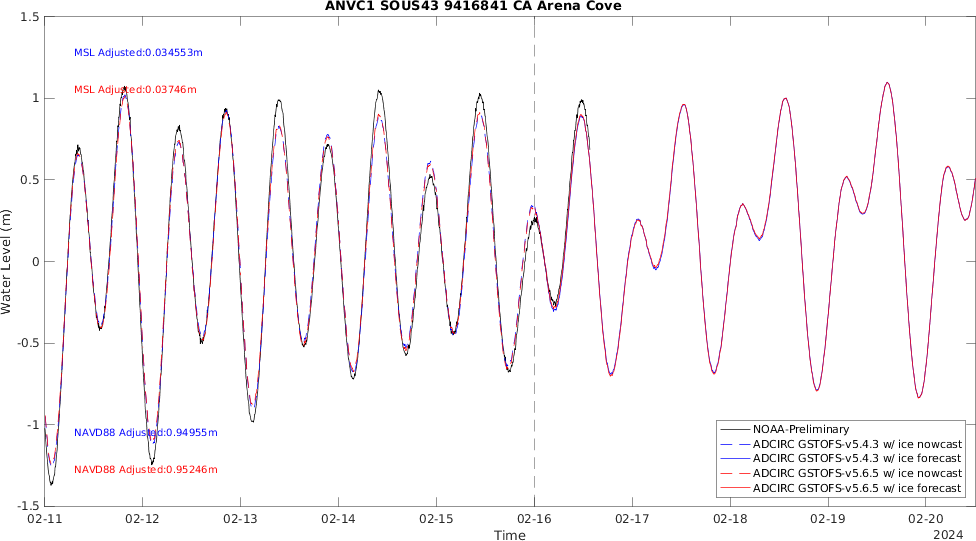 ANVC1 SOUS43 9416841 CA Arena Cove
1.5
MSL Adjusted:0.034553m
1
MSL Adjusted:0.03746m
0.5
Water Level (m)
0
-0.5
-1
NAVD88 Adjusted:0.94955m
NAVD88 Adjusted:0.95246m
-1.5
NOAA-Preliminary
ADCIRC GSTOFS-v5.4.3 w/ ice nowcast
ADCIRC GSTOFS-v5.4.3 w/ ice forecast
ADCIRC GSTOFS-v5.6.5 w/ ice nowcast
ADCIRC GSTOFS-v5.6.5 w/ ice forecast
02-11 02-12 02-13 02-14 02-15 02-16 02-17 02-18 02-19 02-20
Time
2024